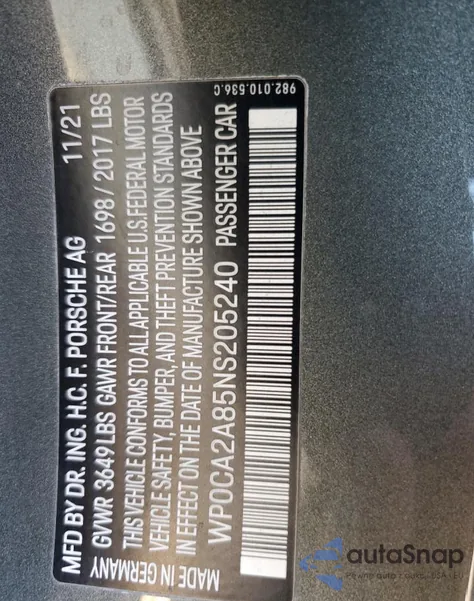 MFD BY DR. ING. H.C. F. PORSCHE AG 11/21
GVWR 3649 LBS GAWR FRONT/REAR 1698 / 2017 LBS
THIS VEHICLE CONFORMS TO ALL APPLICABLE U.S. FEDERAL MOTOR
VEHICLE SAFETY, BUMPER, AND THEFT PREVENTION STANDARDS
IN EFFECT ON THE DATE OF MANUFACTURE SHOWN ABOVE
WP0CA2A85NS205240 PASSENGER CAR
MADE IN GERMANY
982.010.536.C
autoSnap